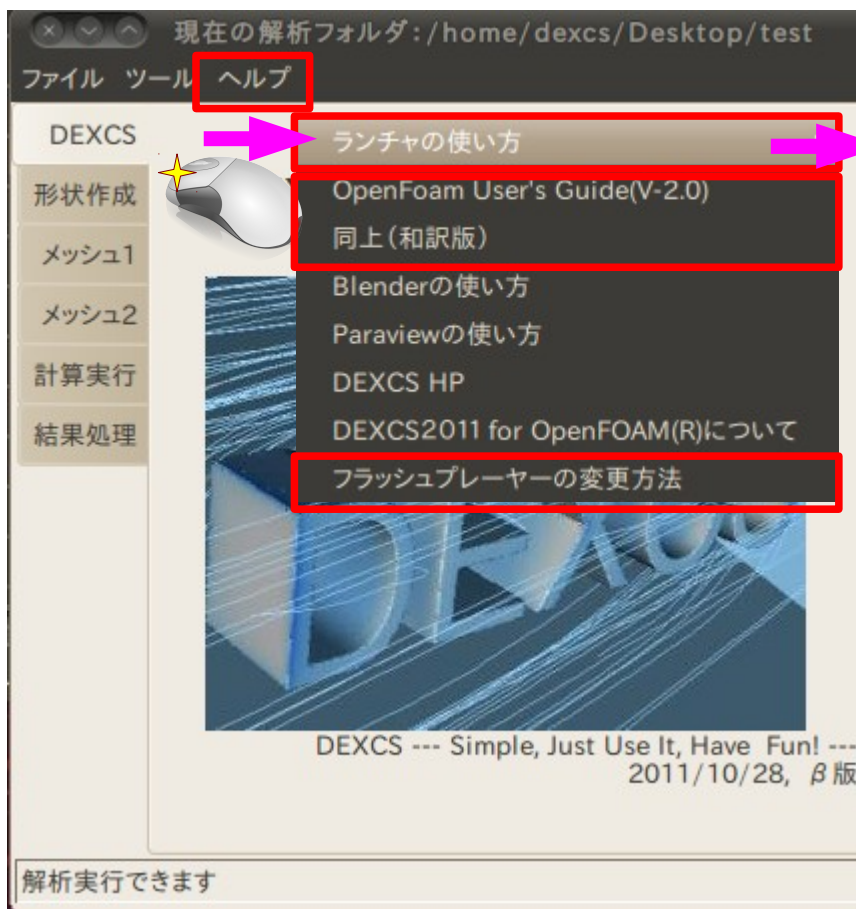 現在の解析フォルダ:/home/dexcs/Desktop/test
ファイル ツール ヘルプ
DEXCS
形状作成
メッシュ1
メッシュ2
計算実行
結果処理
ランチャの使い方
OpenFoam User's Guide(V-2.0)
同上(和訳版)
Blenderの使い方
Paraviewの使い方
DEXCS HP
DEXCS2011 for OpenFOAM(R)について
フラッシュプレーヤーの変更方法
DEXCS
DEXCS --- Simple, Just Use It, Have Fun! ---
2011/10/28, β版
解析実行できます